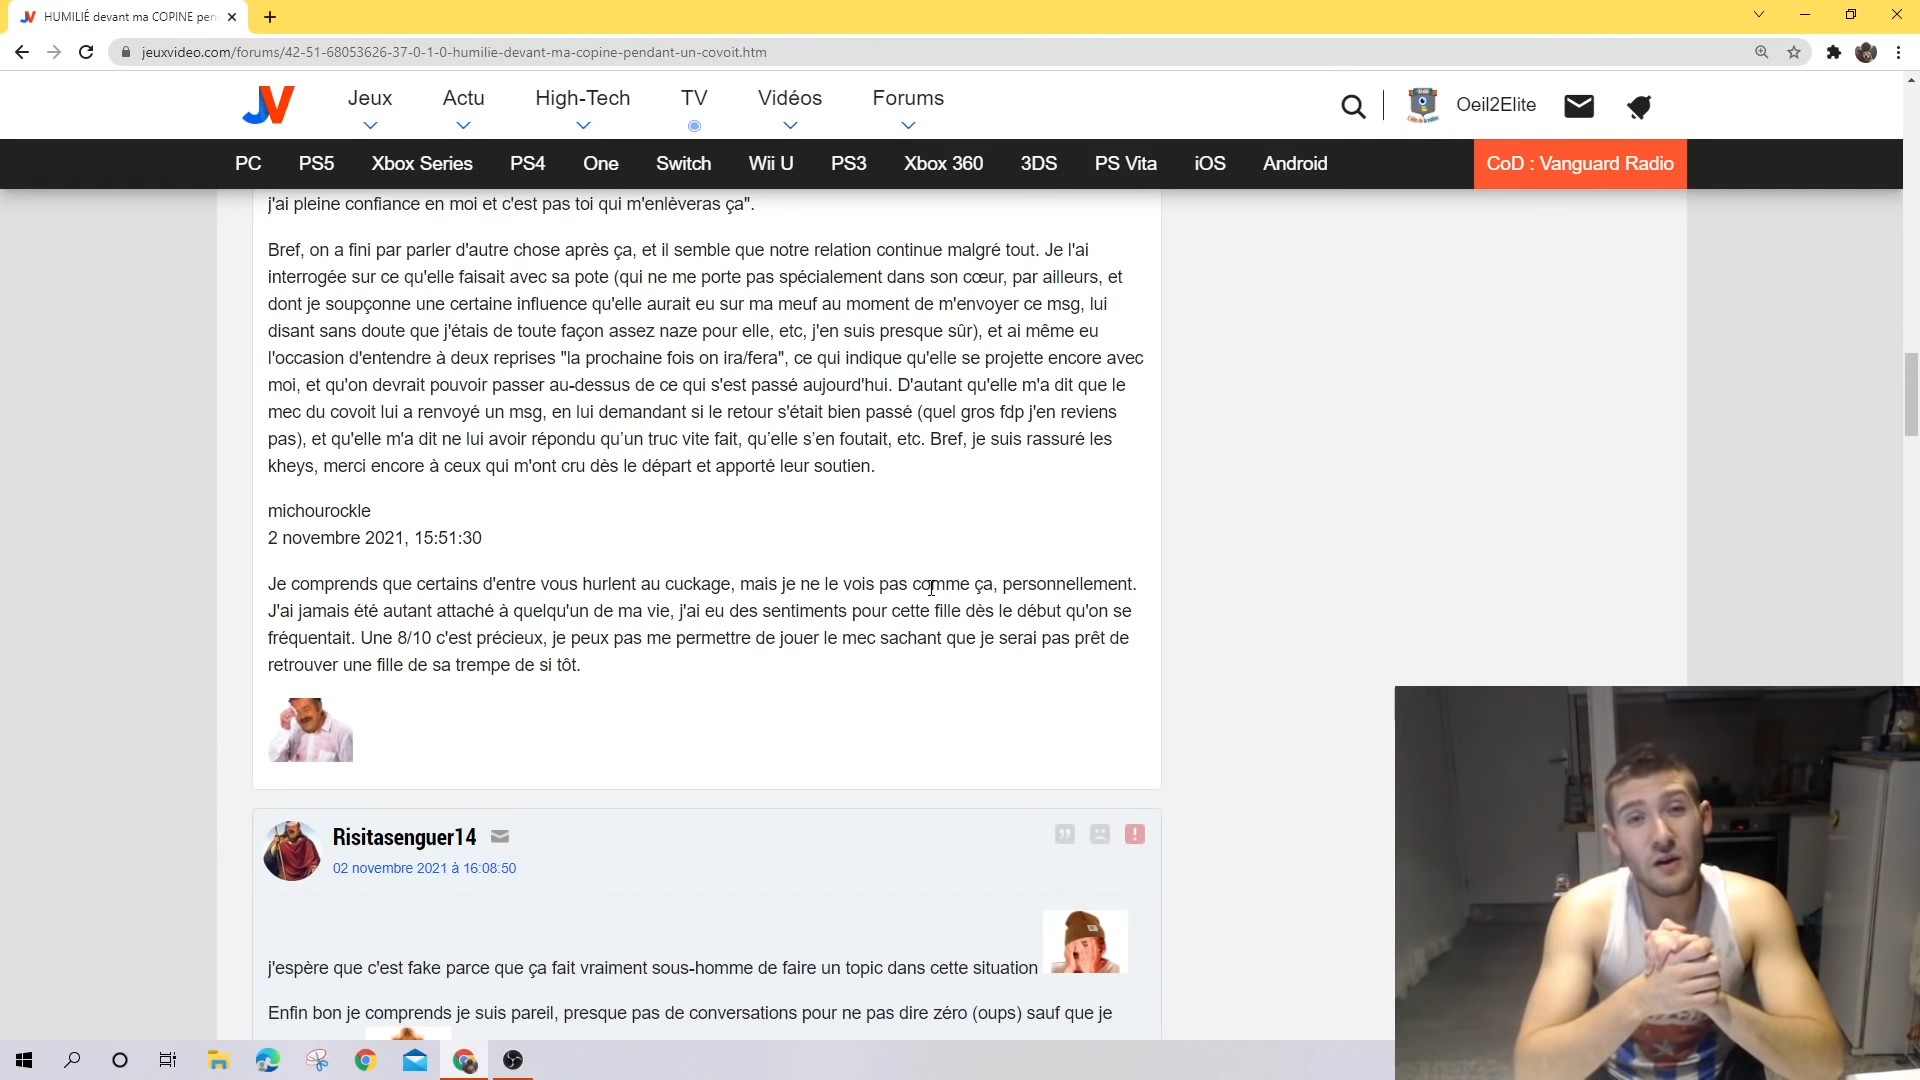 HUMILIÉ devant ma COPINE pen
jeuxvideo.com/forums/42-51-68053626-37-0-1-0-humilie-devant-ma-copine-pendant-un-covoit.htm
JV
Jeux
Actu
High-Tech
TV
Vidéos
Forums
Oeil2Elite
PC
PS5
Xbox Series
PS4
One
Switch
Wii U
PS3
Xbox 360
3DS
PS Vita
iOS
Android
CoD : Vanguard Radio
j'ai pleine confiance en moi et c'est pas toi qui m'enlèveras ça".
Bref, on a fini par parler d'autre chose après ça, et il semble que notre relation continue malgré tout. Je l'ai
interrogée sur ce qu'elle faisait avec sa pote (qui ne me porte pas spécialement dans son cœur, par ailleurs, et
dont je soupçonne une certaine influence qu'elle aurait eu sur ma meuf au moment de m'envoyer ce msg, lui
disant sans doute que j'étais de toute façon assez naze pour elle, etc, j'en suis presque sûr), et ai même eu
l'occasion d'entendre à deux reprises "la prochaine fois on ira/fera", ce qui indique qu'elle se projette encore avec
moi, et qu'on devrait pouvoir passer au-dessus de ce qui s'est passé aujourd'hui. D'autant qu'elle m'a dit que le
mec du covoit lui a renvoyé un msg, en lui demandant si le retour s'était bien passé (quel gros fdp j'en reviens
pas), et qu'elle m'a dit ne lui avoir répondu qu’un truc vite fait, qu’elle s’en foutait, etc. Bref, je suis rassuré les
kheys, merci encore à ceux qui m'ont cru dès le départ et apporté leur soutien.
michourockle
2 novembre 2021, 15:51:30
Je comprends que certains d'entre vous hurlent au cuckage, mais je ne le vois pas comme ça, personnellement.
J'ai jamais été autant attaché à quelqu'un de ma vie, j'ai eu des sentiments pour cette fille dès le début qu'on se
fréquentait. Une 8/10 c'est précieux, je peux pas me permettre de jouer le mec sachant que je serai pas prêt de
retrouver une fille de sa trempe de si tôt.
Risitasenguer14
02 novembre 2021 à 16:08:50
j'espère que c'est fake parce que ça fait vraiment sous-homme de faire un topic dans cette situation
Enfin bon je comprends je suis pareil, presque pas de conversations pour ne pas dire zéro (oups) sauf que je